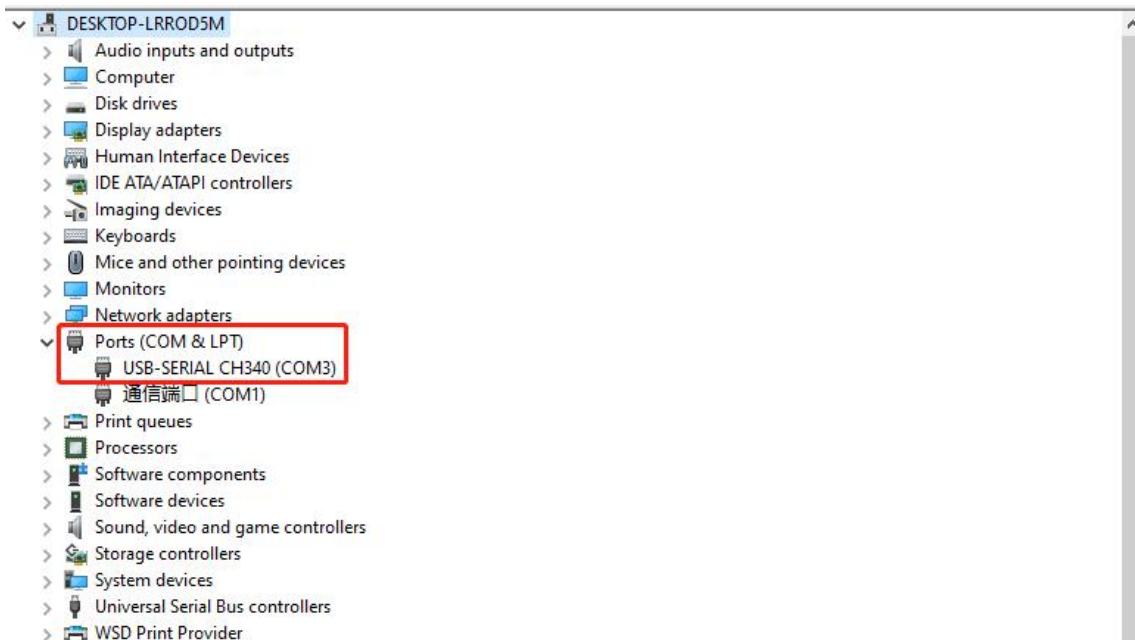 DESKTOP-LRROD5M
Audio inputs and outputs
Computer
Disk drives
Display adapters
Human Interface Devices
IDE ATA/ATAPI controllers
Imaging devices
Keyboards
Mice and other pointing devices
Monitors
Network adapters
Ports (COM & LPT)
USB-SERIAL CH340 (COM3)
通信端口 (COM1)
Print queues
Processors
Software components
Software devices
Sound, video and game controllers
Storage controllers
System devices
Universal Serial Bus controllers
WSD Print Provider